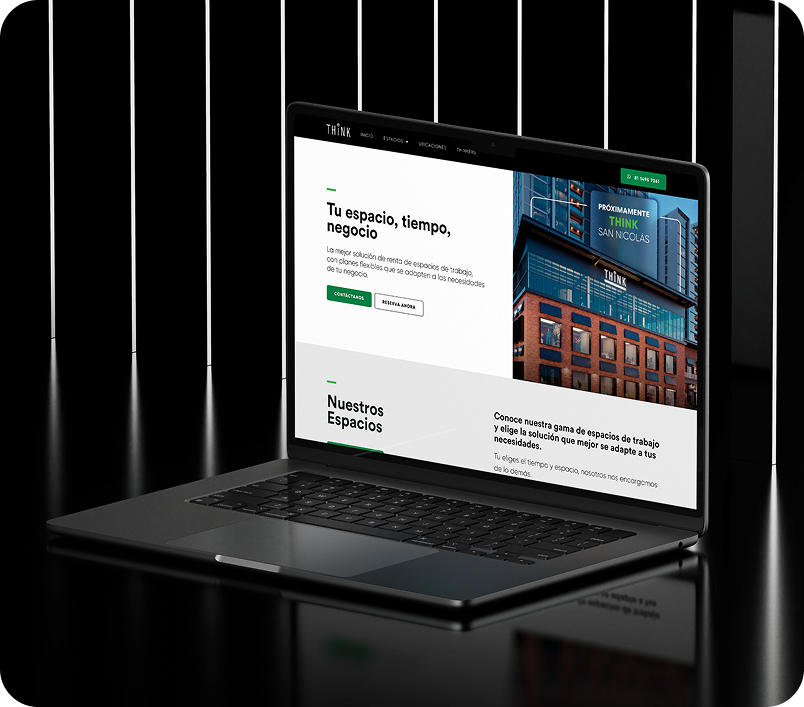 THINK
INICIO
ESPACIOS
UBICACIONES
THINKERS
81 1495 7361
Tu espacio, tiempo,
negocio
La mejor solución de renta de espacios de trabajo,
con planes flexibles que se adapten a las necesidades
de tu negocio.
CONTÁCTANOS
RESERVA AHORA
PRÓXIMAMENTE
THINK
SAN NICOLÁS
THINK
Nuestros
Espacios
Conoce nuestra gama de espacios de trabajo
y elige la solución que mejor se adapte a tus
necesidades.
Tu eliges el tiempo y espacio, nosotros nos encargamos
de lo demás